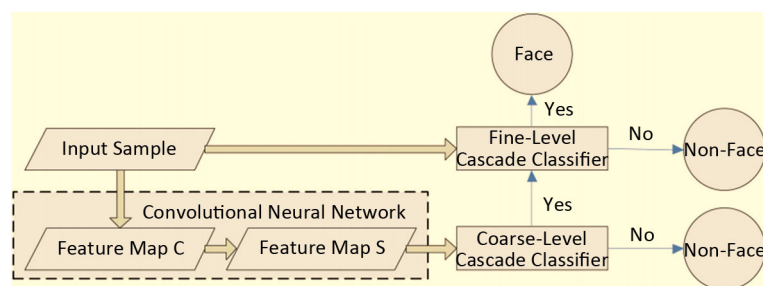 Face
Yes
Input Sample
Fine-Level
Cascade Classifier
No
Non-Face
Yes
Convolutional Neural Network
Feature Map C
Feature Map S
Coarse-Level
Cascade Classifier
No
Non-Face